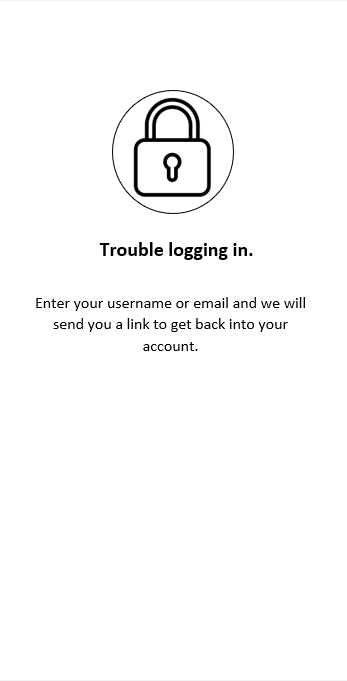 Trouble logging in.
Enter your username or email and we will
send you a link to get back into your
account.